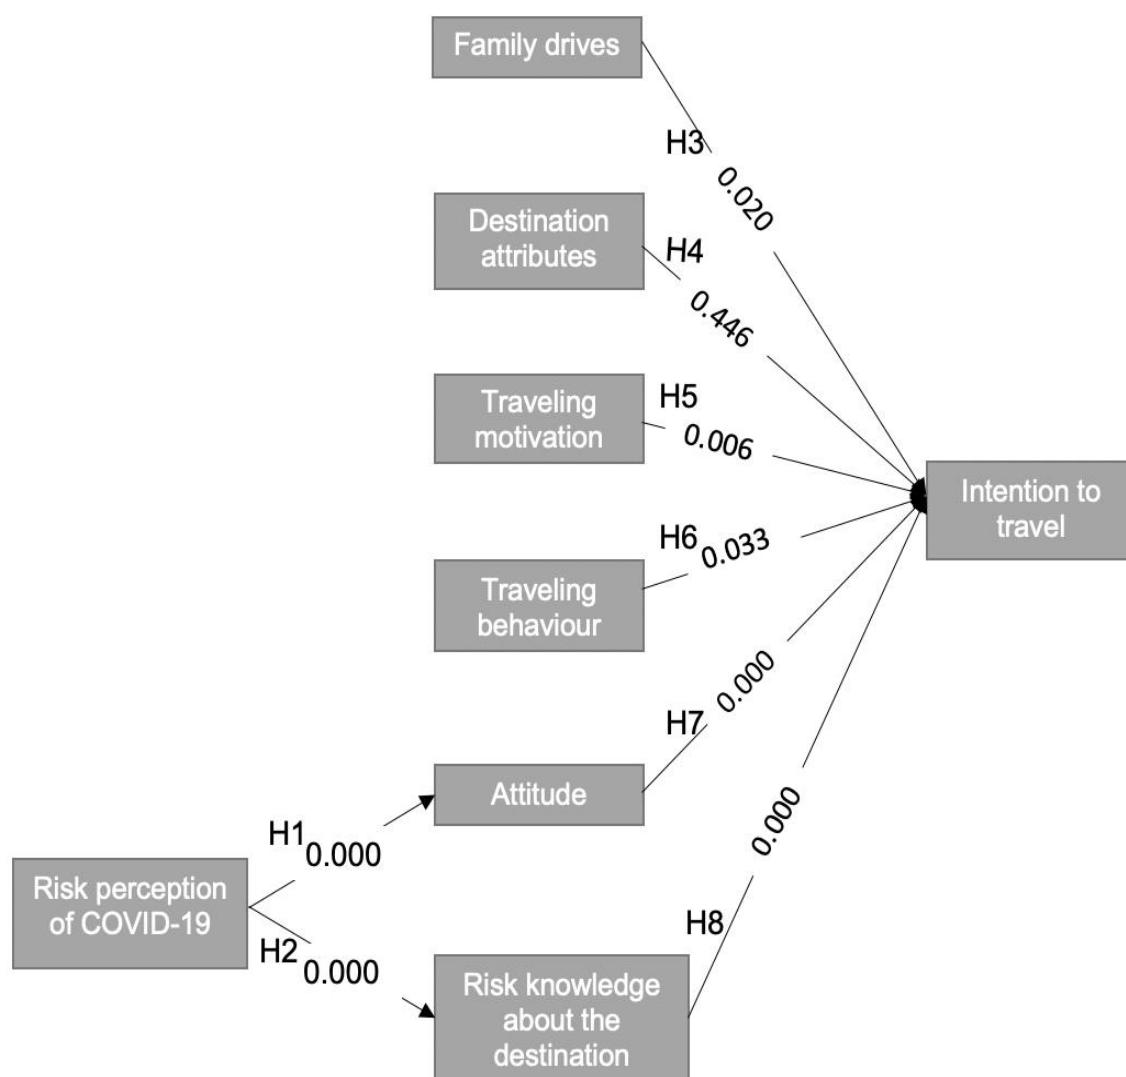 Family drives
H3
0.020
Destination
attributes
H4
0.446
Traveling
motivation
H5
0.006
Intention to
travel
Traveling
behaviour
H6
0.033
H7
0.000
Attitude
H1
0.000
Risk perception
of COVID-19
H2
0.000
H8
0.000
Risk knowledge
about the
destination